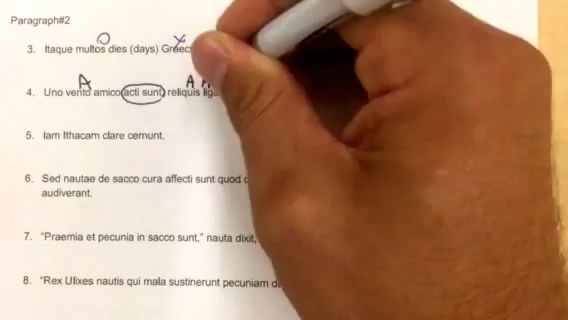 Paragraph#2
O
3. Itaque multos dies (days)
A A
4. Uno vento amico acti sunt reliquis
5. Iam Ithacam clare cernunt.
6. Sed nautae de sacco cura affecti sunt quod
audiverant.
7. "Praemia et pecunia in sacco sunt," nauta dixit,
8. "Rex Ulixes nautis qui mala sustinerunt pecuniam